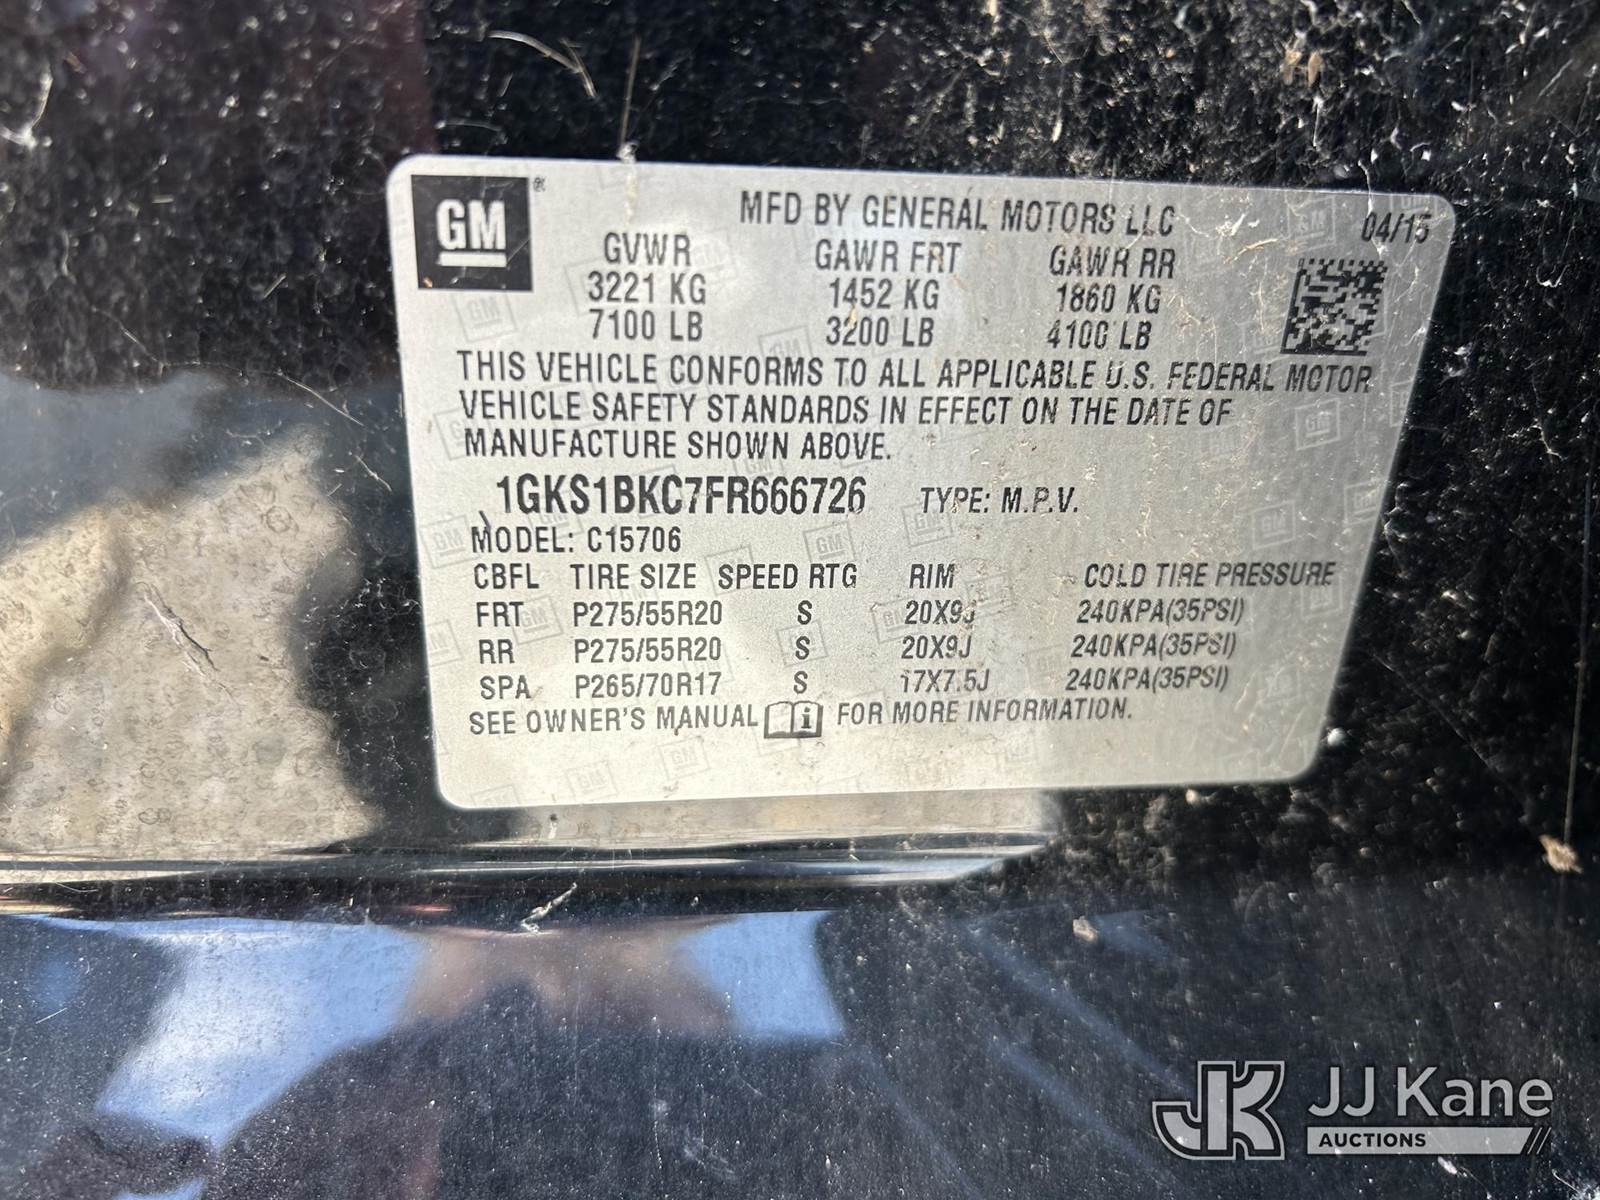 GM ®
MFD BY GENERAL MOTORS LLC 04/15
GVWR GAWR FRT GAWR RR
3221 KG 1452 KG 1860 KG
7100 LB 3200 LB 4100 LB
THIS VEHICLE CONFORMS TO ALL APPLICABLE U.S. FEDERAL MOTOR
VEHICLE SAFETY STANDARDS IN EFFECT ON THE DATE OF
MANUFACTURE SHOWN ABOVE.
1GKS1BKC7FR666726 TYPE: M.P.V.
MODEL: C15706
CBFL TIRE SIZE SPEED RTG RIM COLD TIRE PRESSURE
FRT P275/55R20 S 20X9J 240KPA(35PSI)
RR P275/55R20 S 20X9J 240KPA(35PSI)
SPA P265/70R17 S 17X7.5J 240KPA(35PSI)
SEE OWNER'S MANUAL i FOR MORE INFORMATION.
JK JJ Kane
AUCTIONS